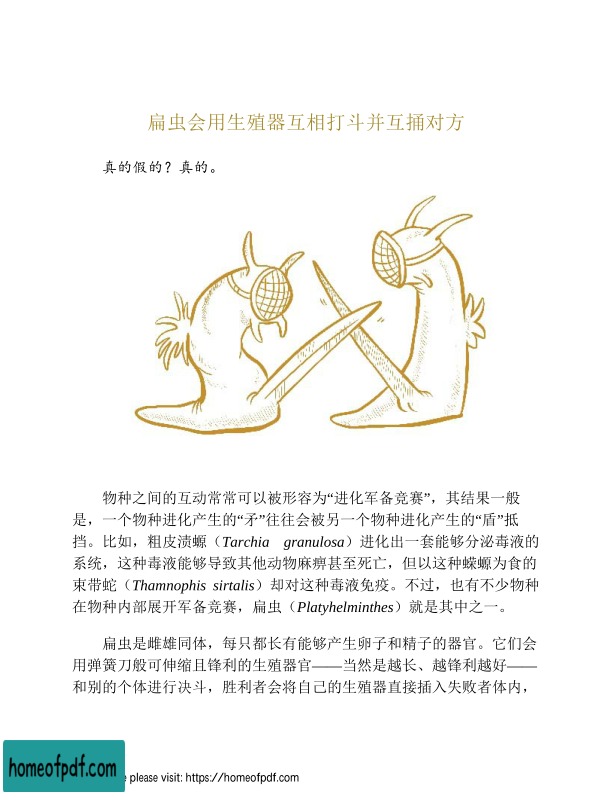 扁虫会用生殖器互相打斗并互捅对方
真的假的？真的。
物种之间的互动常常可以被形容为“进化军备竞赛”，其结果一般
是，一个物种进化产生的“矛”往往会被另一个物种进化产生的“盾”抵
挡。比如，粗皮渍螈（Tarchia granulosa）进化出一套能够分泌毒液的
系统，这种毒液能够导致其他动物麻痹甚至死亡，但以这种蝾螈为食的
束带蛇（Thamnophis sirtalis）却对这种毒液免疫。不过，也有不少物种
在物种内部展开军备竞赛，扁虫（Platyhelminthes）就是其中之一。
扁虫是雌雄同体，每只都长有能够产生卵子和精子的器官。它们会
用弹簧刀般可伸缩且锋利的生殖器官——当然是越长、越锋利越好——
和别的个体进行决斗，胜利者会将自己的生殖器直接插入失败者体内，
homeofpdf.com
e please visit: https://homeofpdf.com